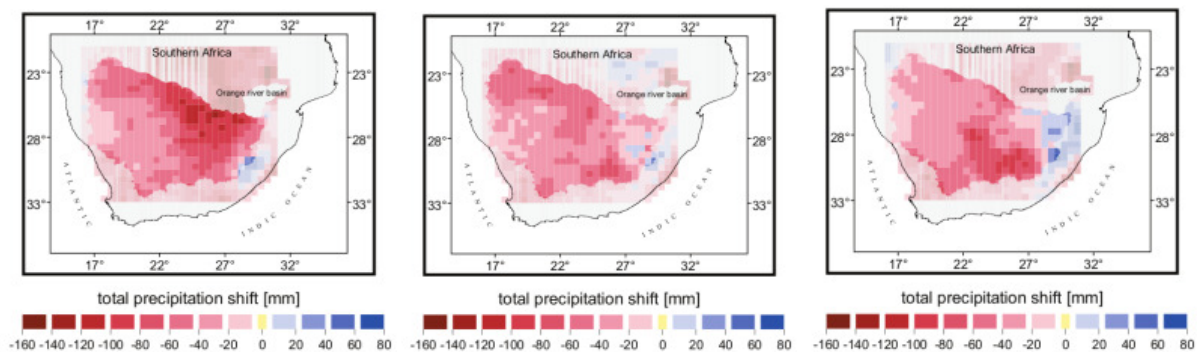 17° 22° 27° 32°
Southern Africa
23° 23°
Orange river basin
28° 28°
ATLANTIC
INDIC OCEAN
33° 33°
17° 22° 27° 32°
total precipitation shift [mm]
-160 -140 -120 -100 -80 -60 -40 -20 0 20 40 60 80
17° 22° 27° 32°
Southern Africa
23° 23°
Orange river basin
28° 28°
ATLANTIC
INDIC OCEAN
33° 33°
17° 22° 27° 32°
total precipitation shift [mm]
-160 -140 -120 -100 -80 -60 -40 -20 0 20 40 60 80
17° 22° 27° 32°
Southern Africa
23° 23°
Orange river basin
28° 28°
ATLANTIC
INDIC OCEAN
33° 33°
17° 22° 27° 32°
total precipitation shift [mm]
-160 -140 -120 -100 -80 -60 -40 -20 0 20 40 60 80